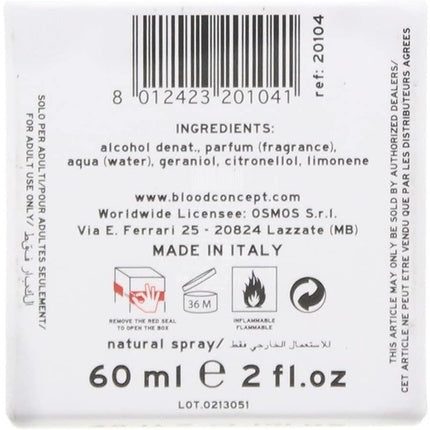 8 012423 201041
ref: 20104
INGREDIENTS:
alcohol denat., parfum (fragrance),
aqua (water), geraniol, citronellol, limonene
www.bloodconcept.com
Worldwide Licensee: OSMOS S.r.l.
Via E. Ferrari 25 - 20824 Lazzate (MB)
MADE IN ITALY
REMOVE THE RED SEAL
TO OPEN THE BOX
36 M
INFLAMMABLE
FLAMMABLE
natural spray/ للاستعمال الخارجي فقط
60 ml ℮ 2 fl.oz
LOT.0213051
SOLO PER ADULTI/POUR ADULTES SEULEMENT/
FOR ADULT USE ONLY/ للكبار فقط
THIS ARTICLE MAY ONLY BE SOLD BY AUTHORIZED DEALERS/
CET ARTICLE NE PEUT ETRE VENDU QUE PAR LES DISTRIBUTEURS AGREES